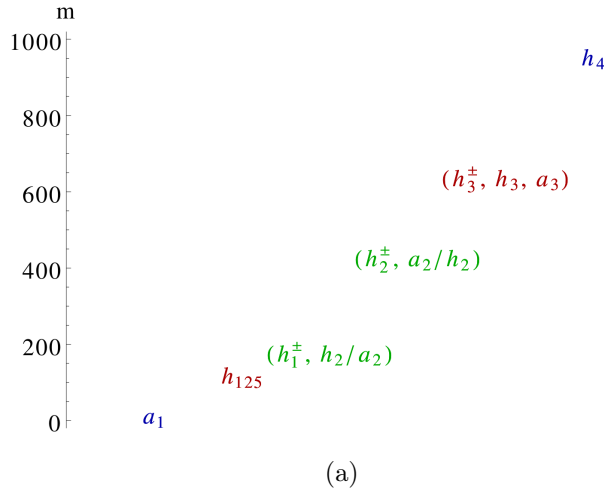 m
1000
h4
800
(h3±, h3, a3)
600
(h2±, a2/h2)
400
200
(h1±, h2/a2)
h125
0
a1
(a)